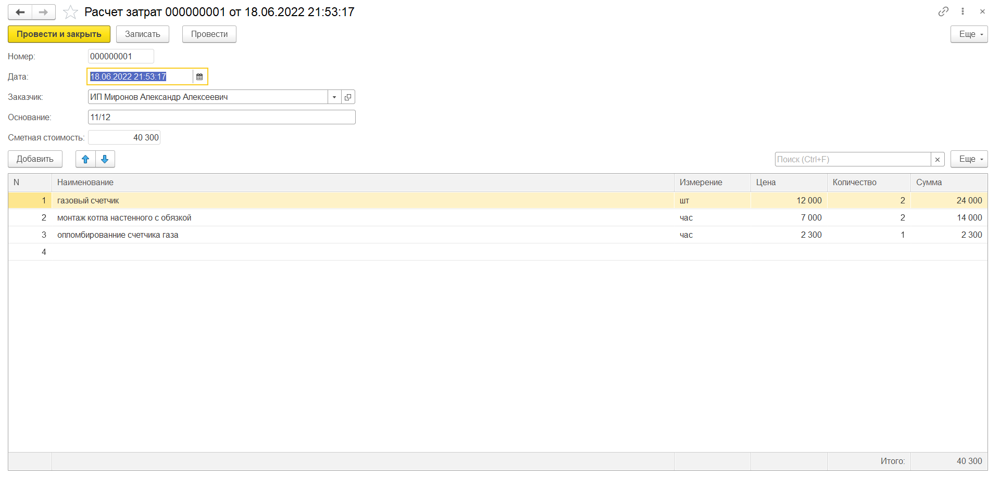 Расчет затрат 000000001 от 18.06.2022 21:53:17
Провести и закрыть Записать Провести Еще
Номер: 000000001
Дата: 18.06.2022 21:53:17
Заказчик: ИП Миронов Александр Алексеевич
Основание: 11/12
Сметная стоимость: 40 300
Добавить Поиск (Ctrl+F) × Еще
N Наименование Измерение Цена Количество Сумма
1 газовый счетчик шт 12 000 2 24 000
2 монтаж котла настенного с обязкой час 7 000 2 14 000
3 опломбированние счетчика газа час 2 300 1 2 300
4
Итого: 40 300